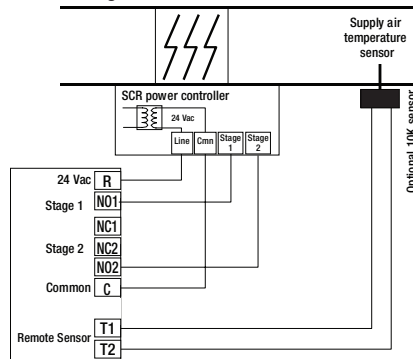 Supply air
temperature
sensor
SCR power controller
24 Vac
Line
Cmn
Stage
1
Stage
2
Optional 10K sensor
24 Vac
R
Stage 1
NO1
NC1
Stage 2
NC2
NO2
Common
C
Remote Sensor
T1
T2